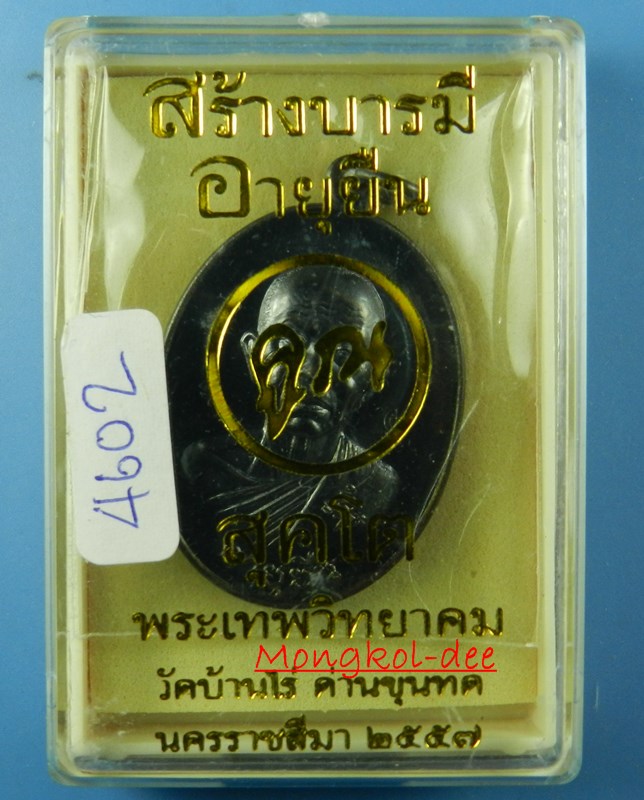 สร้างบารมี
อายุยืน
คูณ
4602
สุคโต
พระเทพวิทยาคม
Mongkol-dee
วัดบ้านไร่ ด่านขุนทด
นครราชสีมา ๒๕๕๗